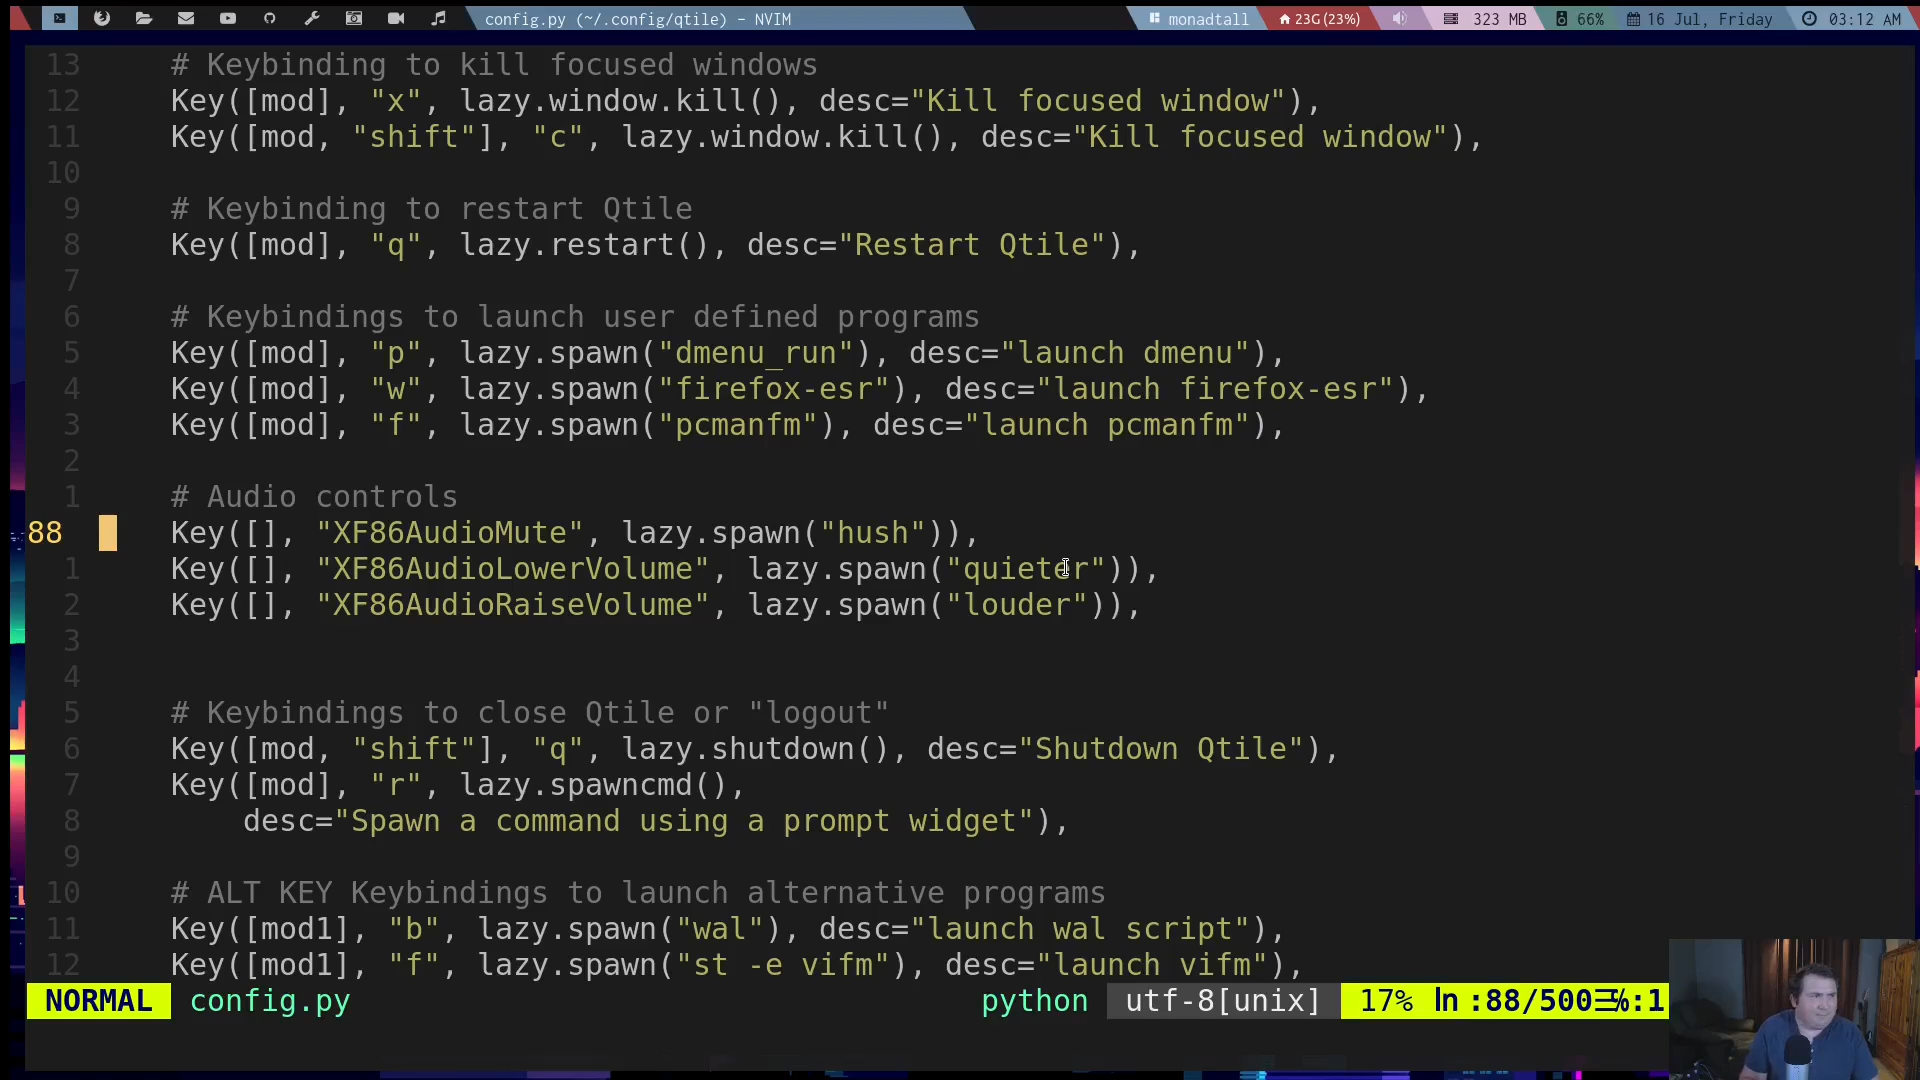 config.py (~/.config/qtile) – NVIM monadtall 23G(23%) 323 MB 66% 16 Jul, Friday 03:12 AM
13 # Keybinding to kill focused windows
12 Key([mod], "x", lazy.window.kill(), desc="Kill focused window"),
11 Key([mod, "shift"], "c", lazy.window.kill(), desc="Kill focused window"),
10
9 # Keybinding to restart Qtile
8 Key([mod], "q", lazy.restart(), desc="Restart Qtile"),
7
6 # Keybindings to launch user defined programs
5 Key([mod], "p", lazy.spawn("dmenu_run"), desc="launch dmenu"),
4 Key([mod], "w", lazy.spawn("firefox-esr"), desc="launch firefox-esr"),
3 Key([mod], "f", lazy.spawn("pcmanfm"), desc="launch pcmanfm"),
2
1 # Audio controls
88 Key([], "XF86AudioMute", lazy.spawn("hush")),
1 Key([], "XF86AudioLowerVolume", lazy.spawn("quieter")),
2 Key([], "XF86AudioRaiseVolume", lazy.spawn("louder")),
3
4
5 # Keybindings to close Qtile or "logout"
6 Key([mod, "shift"], "q", lazy.shutdown(), desc="Shutdown Qtile"),
7 Key([mod], "r", lazy.spawncmd(),
8 desc="Spawn a command using a prompt widget"),
9
10 # ALT KEY Keybindings to launch alternative programs
11 Key([mod1], "b", lazy.spawn("wal"), desc="launch wal script"),
12 Key([mod1], "f", lazy.spawn("st -e vifm"), desc="launch vifm"),
NORMAL config.py python utf-8[unix] 17% ln :88/500☰%:1